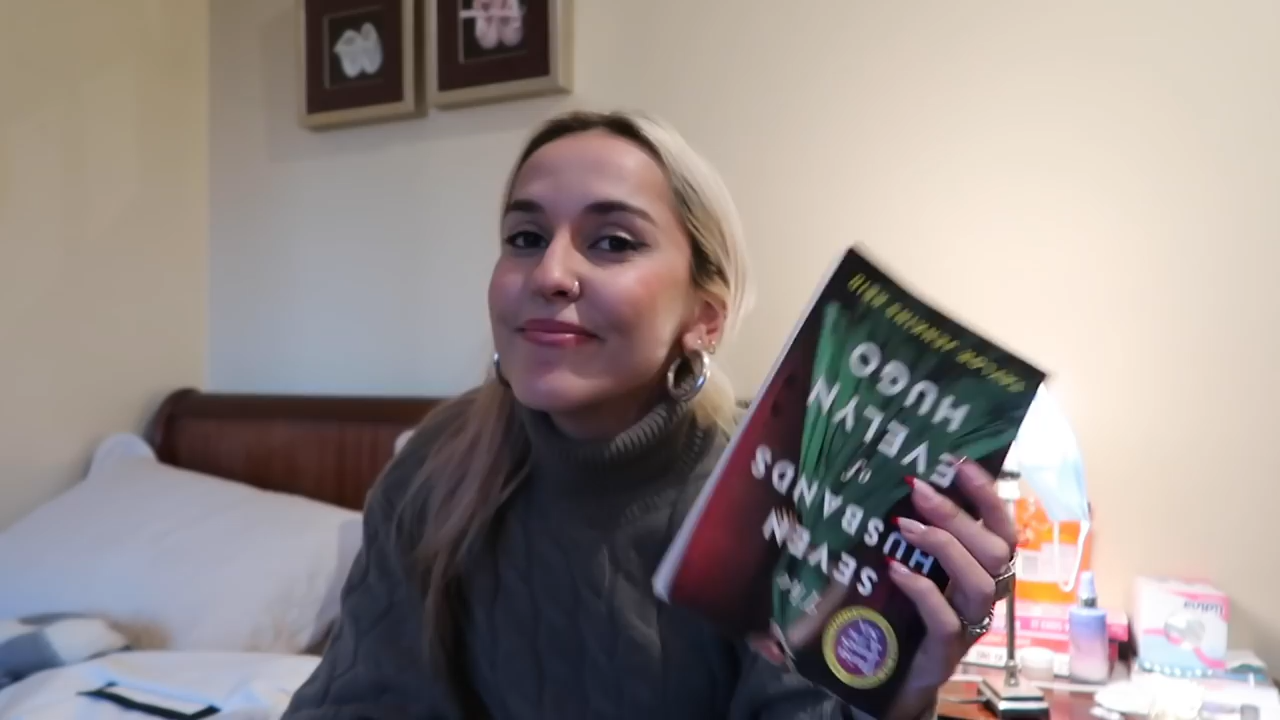 The
SEVEN
HUSBANDS
of
EVELYN
HUGO
TAYLOR JENKINS REID